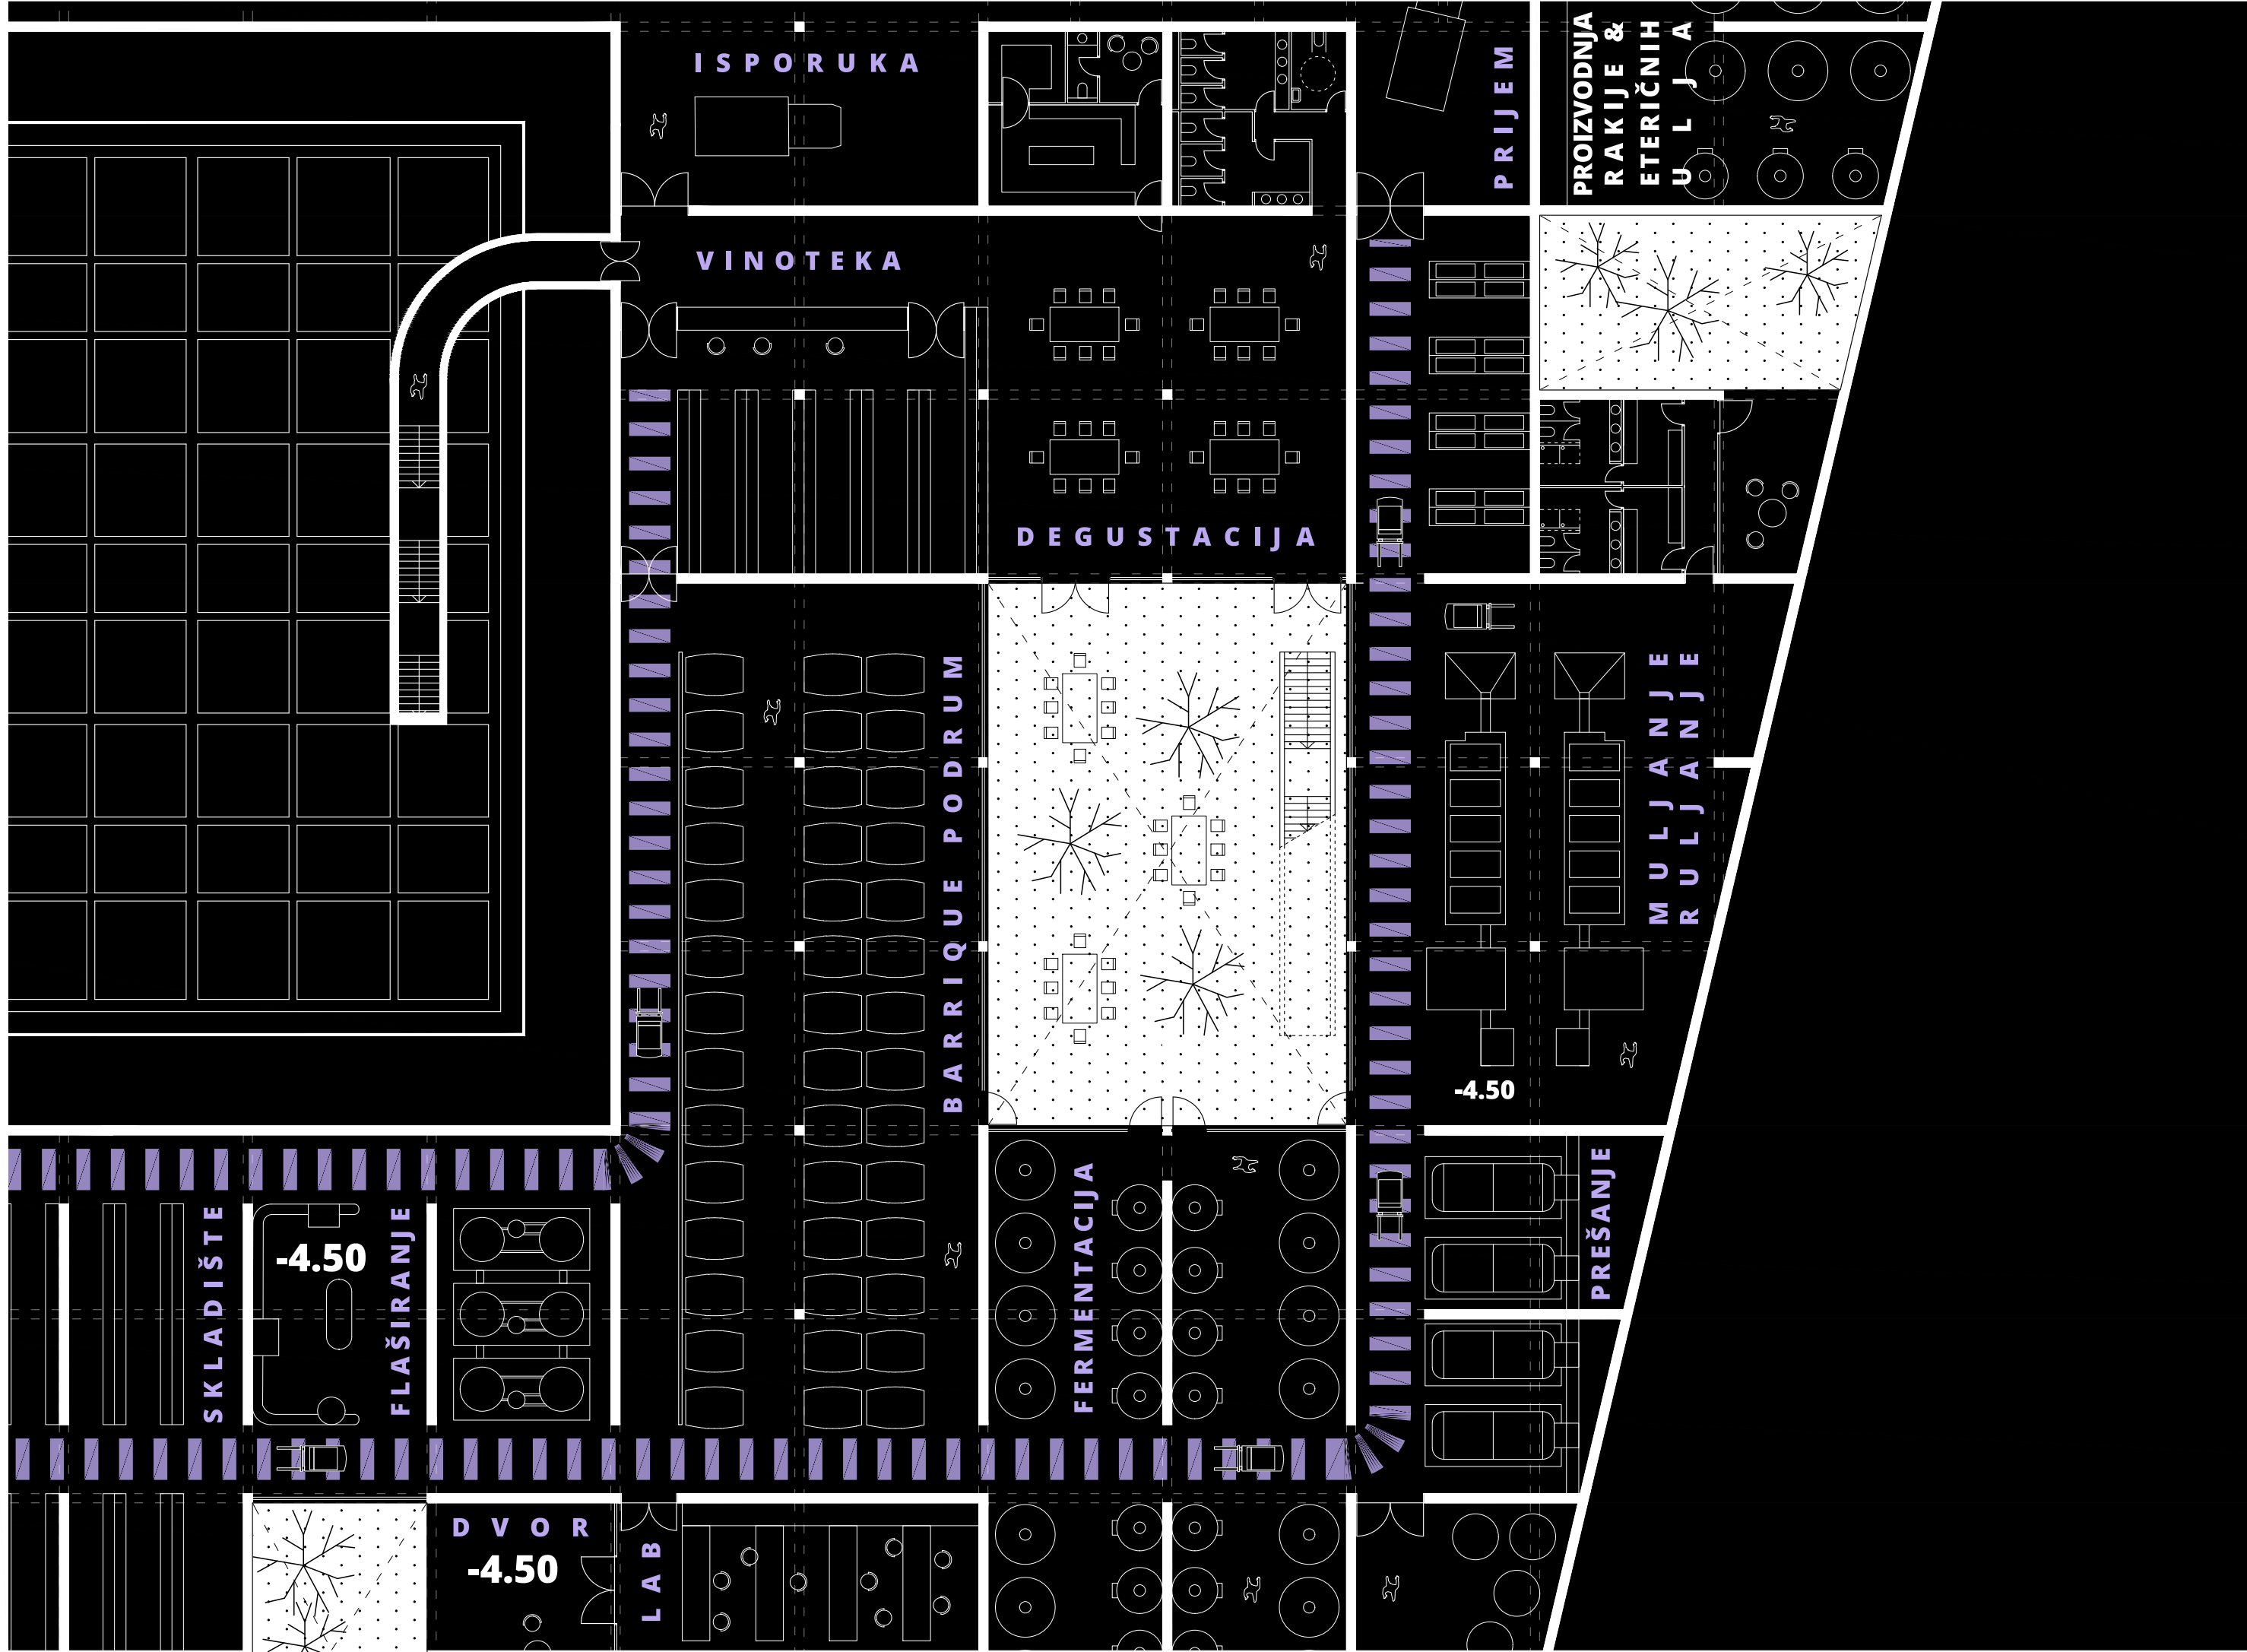 ISPORUKA
PRIJEM
PROIZVODNJA
RAKIJE &
ETERIČNIH
ULJA
VINOTEKA
DEGUSTACIJA
BARRIQUE PODRUM
MULJANJE
RULJANJE
-4.50
SKLADIŠTE
-4.50
FLAŠIRANJE
FERMENTACIJA
PREŠANJE
DVOR
-4.50
LAB